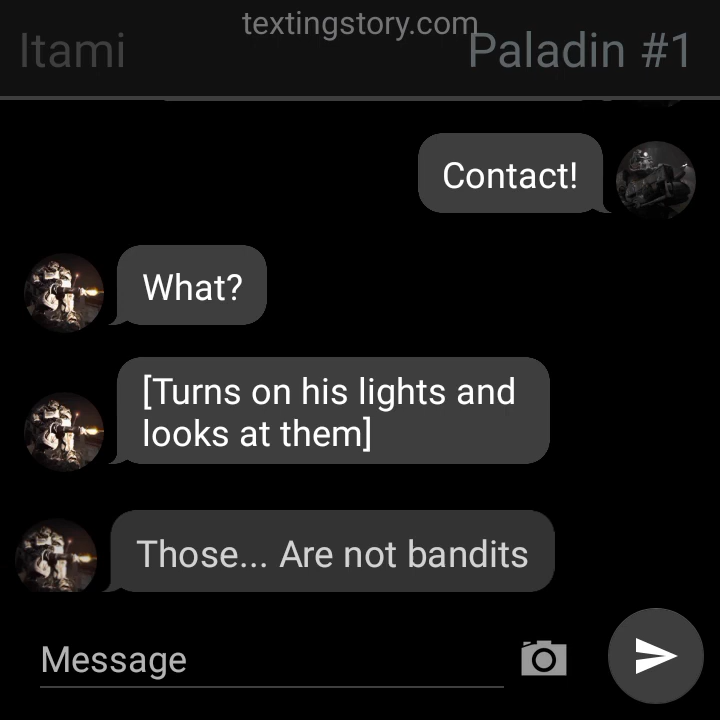 textingstory.com
Itami
Paladin #1
Contact!
What?
[Turns on his lights and
looks at them]
Those... Are not bandits
Message